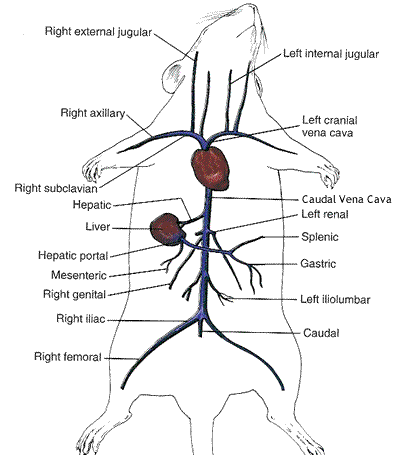 Right external jugular
Left internal jugular
Right axillary
Left cranial
vena cava
Right subclavian
Caudal Vena Cava
Hepatic
Left renal
Liver
Splenic
Hepatic portal
Gastric
Mesenteric
Right genital
Left iliolumbar
Right iliac
Caudal
Right femoral